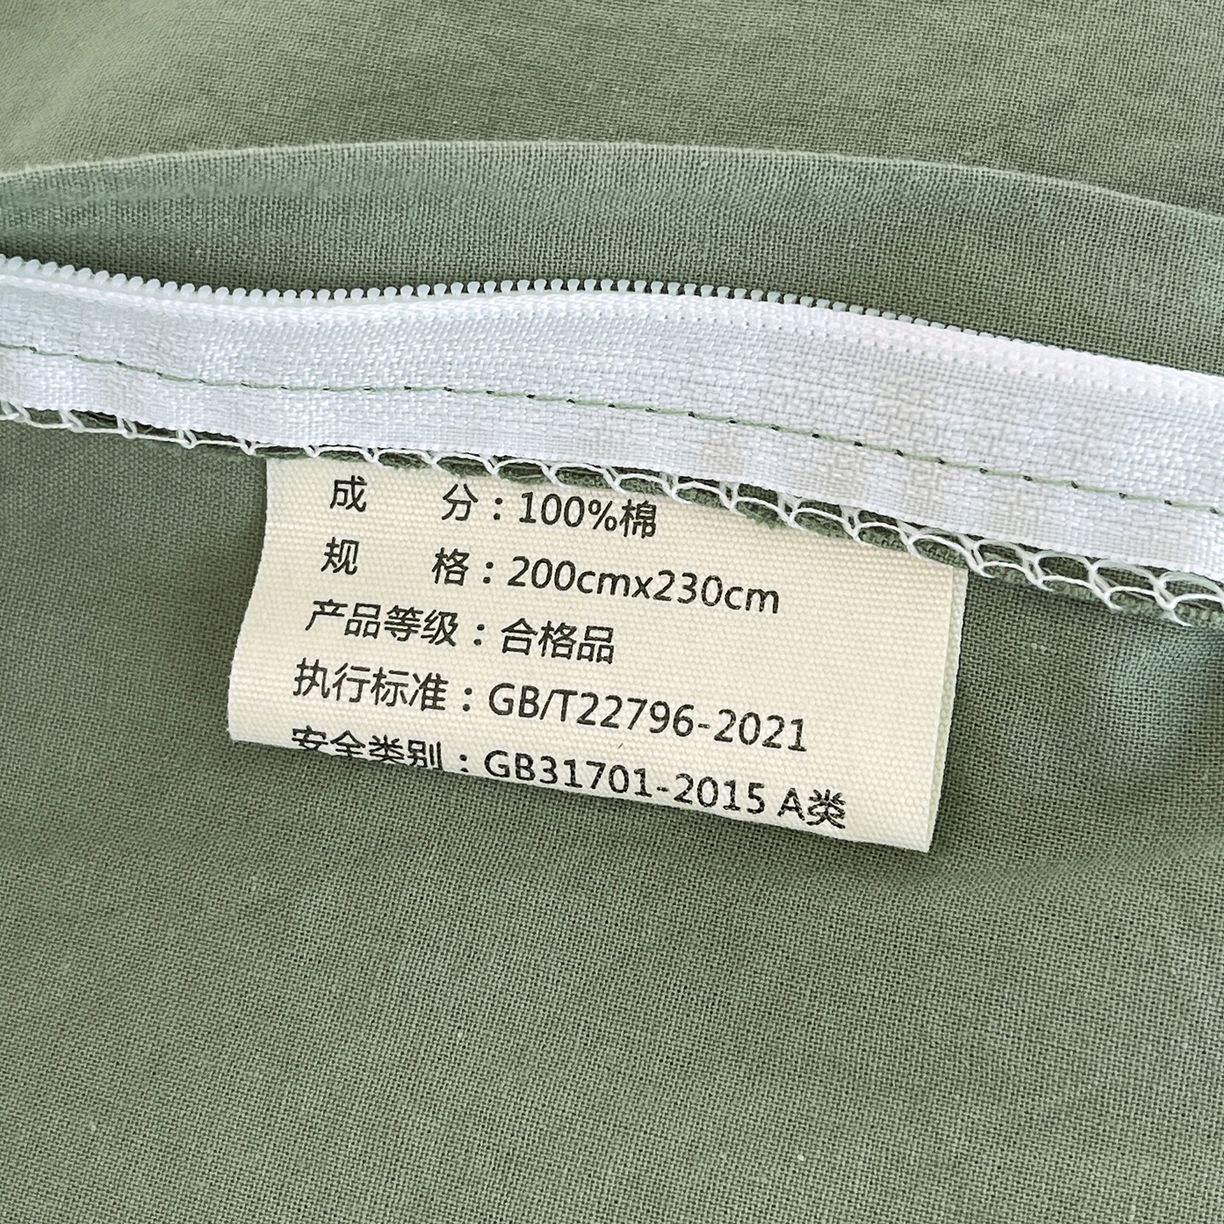 成 分：100%棉
规 格：200cmx230cm
产品等级：合格品
执行标准：GB/T22796-2021
安全类别：GB31701-2015 A类